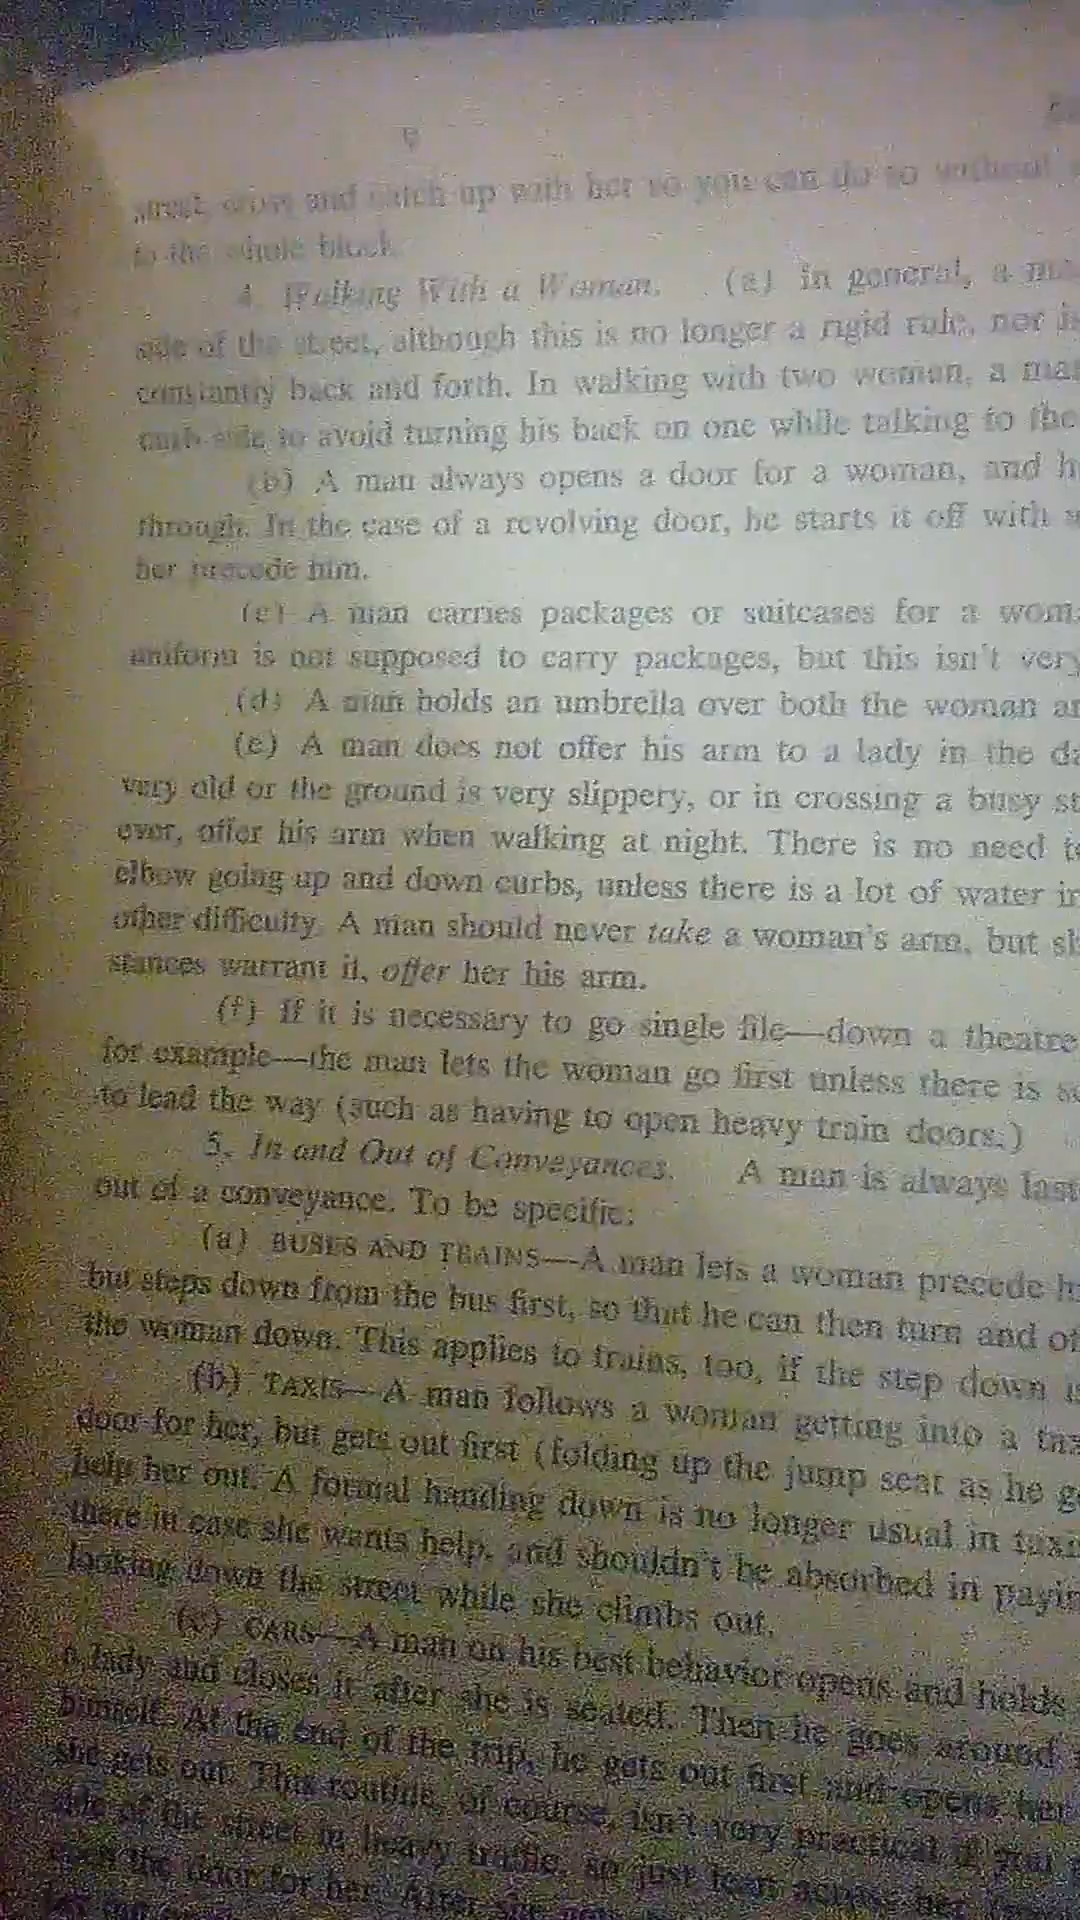 street, cross and catch up with her so you can do so without
to the whole block.
4. Walking With a Woman. (a) in general, a
side of the street, although this is no longer a rigid rule, nor is
constantly back and forth. In walking with two women, a
curb side to avoid turning his back on one while talking to the
(b) A man always opens a door for a woman, and
through. In the case of a revolving door, he starts it off with
her precede him.
(c) A man carries packages or suitcases for a
uniform is not supposed to carry packages, but this isn't very
(d) A man holds an umbrella over both the woman
(e) A man does not offer his arm to a lady in the
very old or the ground is very slippery, or in crossing a busy
ever, offer his arm when walking at night. There is no need
elbow going up and down curbs, unless there is a lot of water
other difficulty. A man should never take a woman's arm, but
stances warrant it, offer her his arm.
(f) If it is necessary to go single file—down a theatre
for example—the man lets the woman go first unless there is
to lead the way (such as having to open heavy train doors.)
5. In and Out of Conveyances. A man is always last
out of a conveyance. To be specific:
(a) BUSES AND TRAINS—A man lets a woman precede
but steps down from the bus first, so that he can then turn and
the woman down. This applies to trains, too, if the step down
(b) TAXIS—A man follows a woman getting into a
door for her, but gets out first (folding up the jump seat as he
help her out. A formal handing down is no longer usual in
there in case she wants help, and shouldn't be absorbed in
looking down the street while she climbs out.
(c) CARS—A man on his best behavior opens and holds
a lady and closes it after she is seated. Then he goes around
himself. At the end of the trip, he gets out first and opens her
she gets out. This routine, of course, isn't very practical if you
side of the street in heavy traffic, so just lean across her
open the door for her. After she